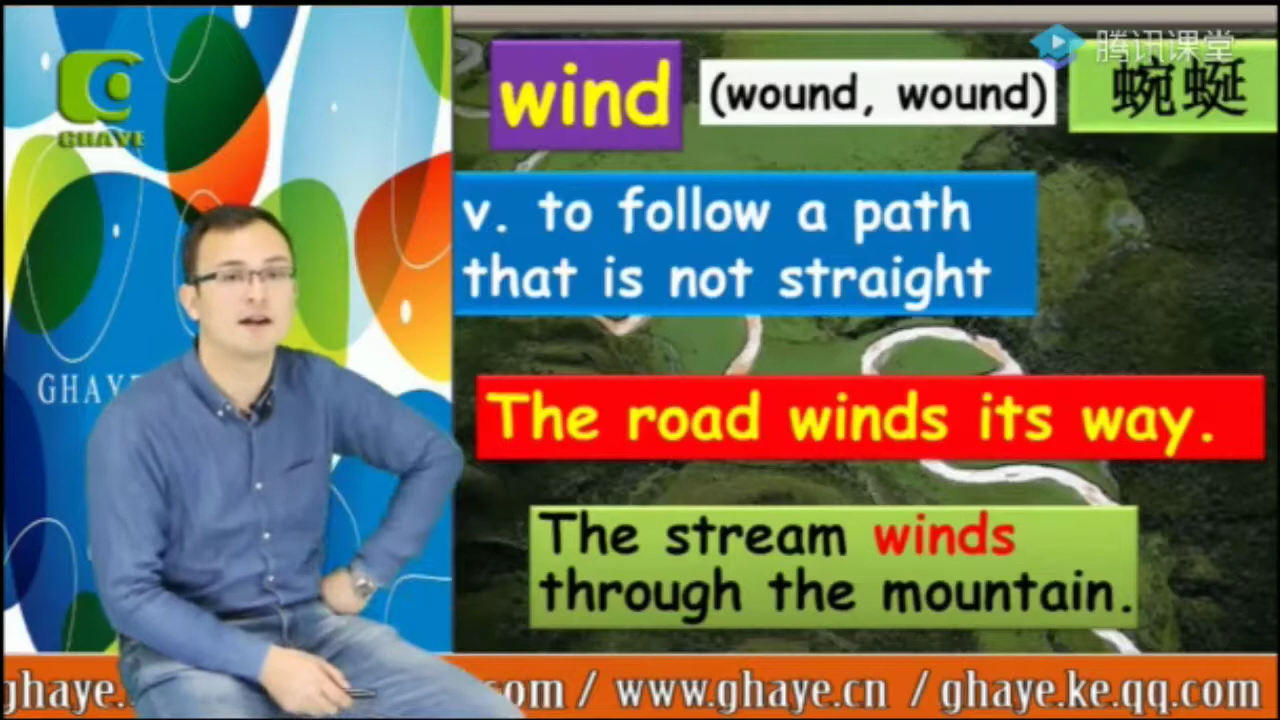 腾讯课堂
GHAYE
wind
(wound, wound)
蜿蜒
v. to follow a path
that is not straight
GHAYE
The road winds its way.
The stream winds
through the mountain.
ghaye. com / www.ghaye.cn / ghaye.ke.qq.com